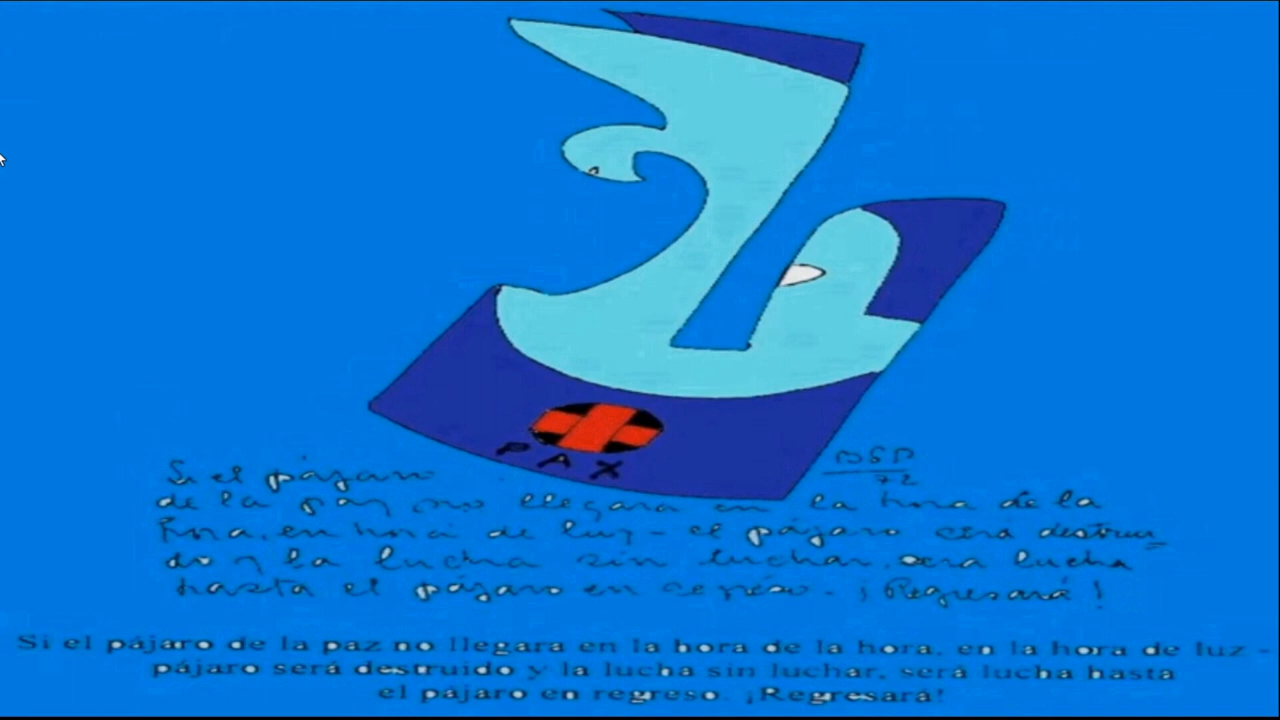 PAX
Si el pájaro
de la paz no llegara en la hora de la
hora, en hora de luz - el pájaro será destrui_
do y la lucha sin luchar, sera lucha
hasta el pájaro en regreso. ¡Regresará!
Si el pájaro de la paz no llegara en la hora de la hora, en la hora de luz -
pájaro será destruido y la lucha sin luchar, será lucha hasta
el pájaro en regreso. ¡Regresará!